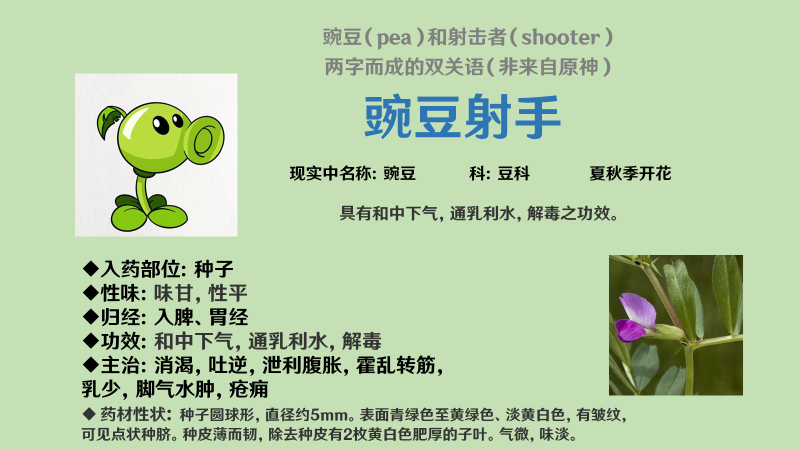 豌豆（pea）和射击者（shooter）
两字而成的双关语（非来自原神）
豌豆射手
现实中名称：豌豆 科：豆科 夏秋季开花
具有和中下气，通乳利水，解毒之功效。
◆入药部位：种子
◆性味：味甘，性平
◆归经：入脾、胃经
◆功效：和中下气，通乳利水，解毒
◆主治：消渴，吐逆，泄利腹胀，霍乱转筋，
乳少，脚气水肿，疮痈
◆ 药材性状：种子圆球形，直径约5mm。表面青绿色至黄绿色、淡黄白色，有皱纹，
可见点状种脐。种皮薄而韧，除去种皮有2枚黄白色肥厚的子叶。气微，味淡。